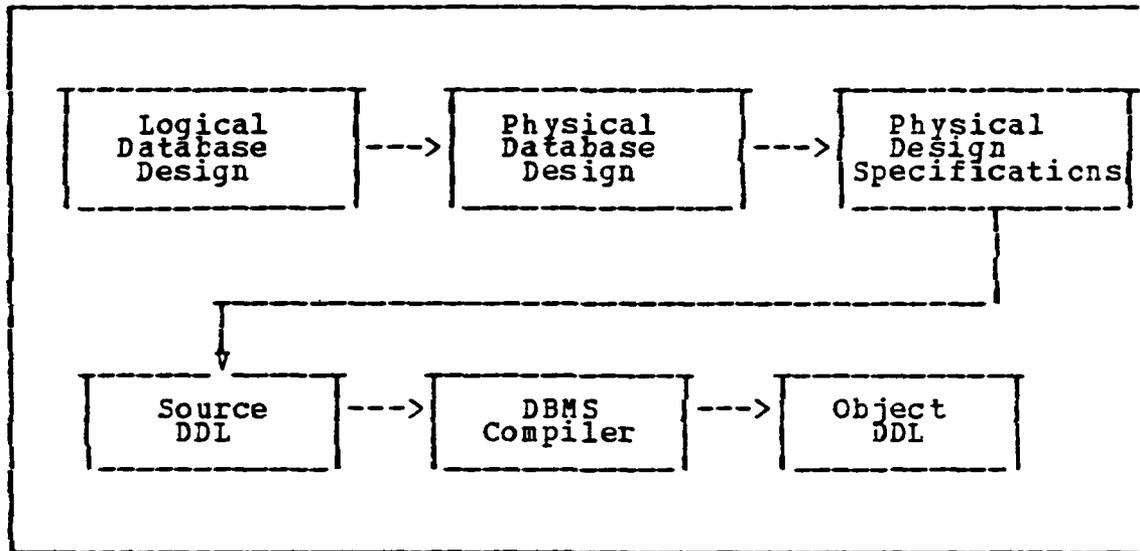 Logical
Database
Design
--->
Physical
Database
Design
--->
Physical
Design
Specifications
Source
DDL
--->
DBMS
Compiler
--->
Object
DDL